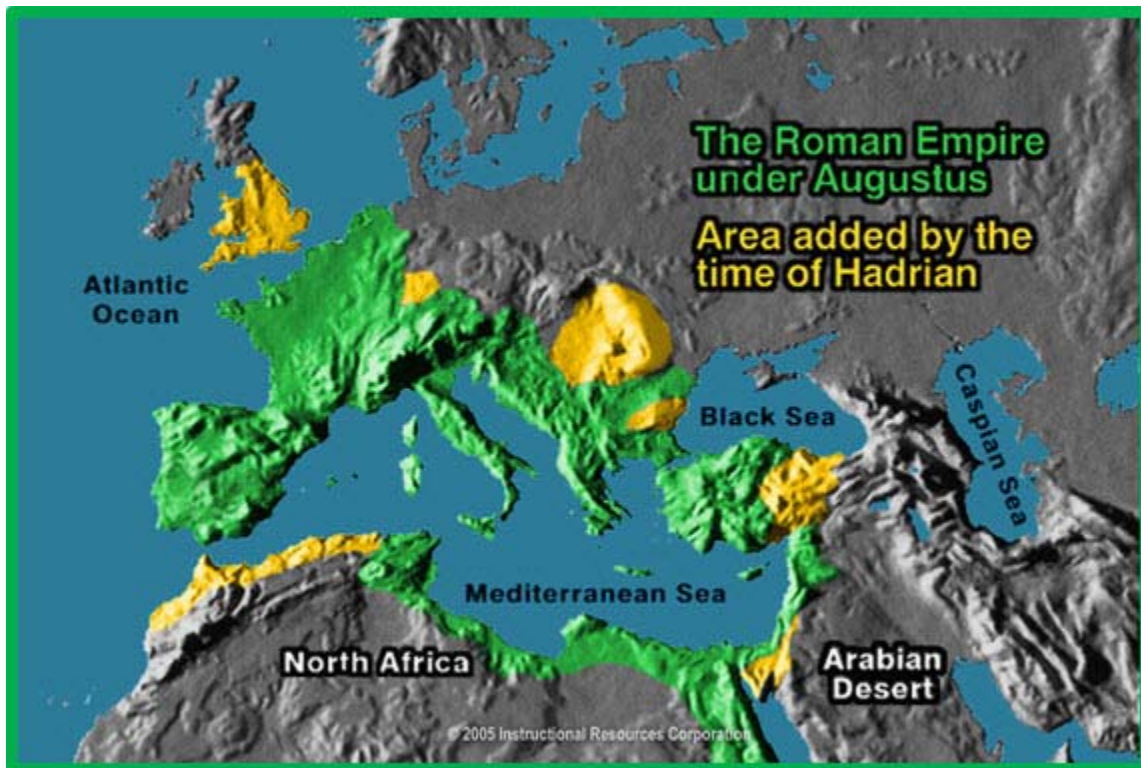 The Roman Empire
under Augustus
Area added by the
time of Hadrian
Atlantic
Ocean
Black Sea
Caspian Sea
Mediterranean Sea
North Africa
Arabian
Desert
© 2005 Instructional Resources Corporation